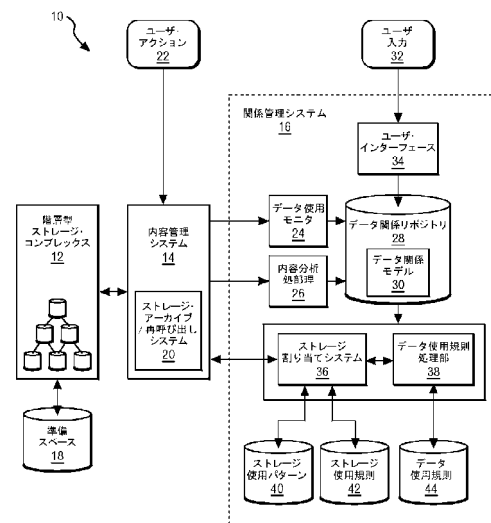 10
ユーザ・
アクション
22
ユーザ
入力
32
関係管理システム
16
ユーザ・
インターフェース
34
階層型
ストレージ・
コンプレックス
12
内容管理
システム
14
データ使用
モニタ
24
データ関係リポジトリ
28
内容分析
処部理
26
データ関係
モデル
30
ストレージ・
アーカイブ
/再呼び出し
システム
20
ストレージ
割り当てシステム
36
データ使用規則
処理部
38
準備
スペース
18
ストレージ
使用パターン
40
ストレージ
使用規則
42
データ
使用規則
44